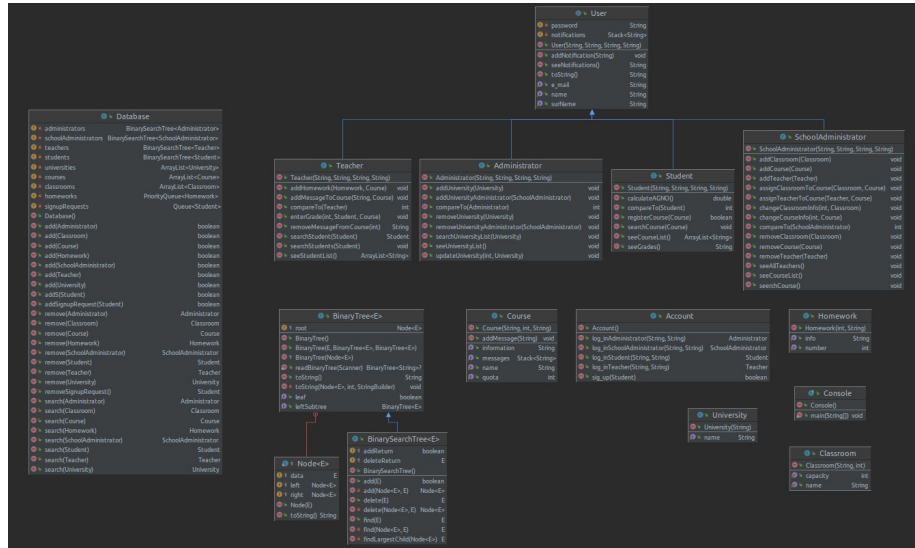 User
password String
notifications Stack<String>
User(String, String, String, String)
addNotification(String) void
seeNotifications() String
toString() String
e_mail String
name String
surName String
Database
administrators BinarySearchTree<Administrator>
schoolAdministrators BinarySearchTree<SchoolAdministrator>
teachers BinarySearchTree<Teacher>
students BinarySearchTree<Student>
universities ArrayList<University>
courses ArrayList<Course>
classrooms ArrayList<Classroom>
homeworks PriorityQueue<Homework>
signupRequests Queue<Student>
Database()
add(Administrator) boolean
add(Classroom) boolean
add(Course) boolean
add(Homework) boolean
add(SchoolAdministrator) boolean
add(Teacher) boolean
add(University) boolean
addS(Student) boolean
addSignupRequest(Student) boolean
remove(Administrator) Administrator
remove(Classroom) Classroom
remove(Course) Course
remove(Homework) Homework
remove(SchoolAdministrator) SchoolAdministrator
remove(Student) Student
remove(Teacher) Teacher
remove(University) University
removeSignupRequest() Student
search(Administrator) Administrator
search(Classroom) Classroom
search(Course) Course
search(Homework) Homework
search(SchoolAdministrator) SchoolAdministrator
search(Student) Student
search(Teacher) Teacher
search(University) University
Teacher
Teacher(String, String, String, String)
addHomework(Homework, Course) void
addMessageToCourse(String, Course) void
compareTo(Teacher) int
enterGrade(int, Student, Course) void
removeMessageFromCourse(int) String
searchStudent(Student) Student
searchStudents(Student) void
seeStudentList() ArrayList<String>
Administrator
Administrator(String, String, String, String)
addUniversity(University) void
addUniversityAdministrator(SchoolAdministrator) void
compareTo(Administrator) int
removeUniversity(University) void
removeUniversityAdministrator(SchoolAdministrator) void
searchUniversityList(University) void
seeUniversityList() void
updateUniversity(int, University) void
Student
Student(String, String, String, String)
calculateAGNO() double
compareTo(Student) int
registerCourse(Course) boolean
searchCourse(Course) void
seeCourseList() ArrayList<String>
seeGrades() String
SchoolAdministrator
SchoolAdministrator(String, String, String, String)
addClassroom(Classroom) void
addCourse(Course) void
addTeacher(Teacher) void
assignClassroomToCourse(Classroom, Course) void
assignTeacherToCourse(Teacher, Course) void
changeClassroomInfo(int, Classroom) void
changeCourseInfo(int, Course) void
compareTo(SchoolAdministrator) int
removeClassroom(Classroom) void
removeCourse(Course) void
removeTeacher(Teacher) void
seeAllTeachers() void
seeCourseList() void
seerchCourse() void
BinaryTree<E>
root Node<E>
BinaryTree()
BinaryTree(E, BinaryTree<E>, BinaryTree<E>)
BinaryTree(Node<E>)
readBinaryTree(Scanner) BinaryTree<String>?
toString() String
toString(Node<E>, int, StringBuilder) void
leaf boolean
leftSubtree BinaryTree<E>
Course
Course(String, int, String)
addMessage(String) void
information String
messages Stack<String>
name String
quota int
Account
Account()
log_inAdministrator(String, String) Administrator
log_inSchoolAdministrator(String, String) SchoolAdministrator
log_inStudent(String, String) Student
log_inTeacher(String, String) Teacher
sig_up(Student) boolean
Homework
Homework(int, String)
info String
number int
Console
Console()
main(String[]) void
University
University(String)
name String
Classroom
Classroom(String, int)
capacity int
name String
Node<E>
data E
left Node<E>
right Node<E>
Node(E)
toString() String
BinarySearchTree<E>
addReturn boolean
deleteReturn E
BinarySearchTree()
add(E) boolean
add(Node<E>, E) Node<E>
delete(E) E
delete(Node<E>, E) Node<E>
find(E) E
find(Node<E>, E) E
findLargestChild(Node<E>) E